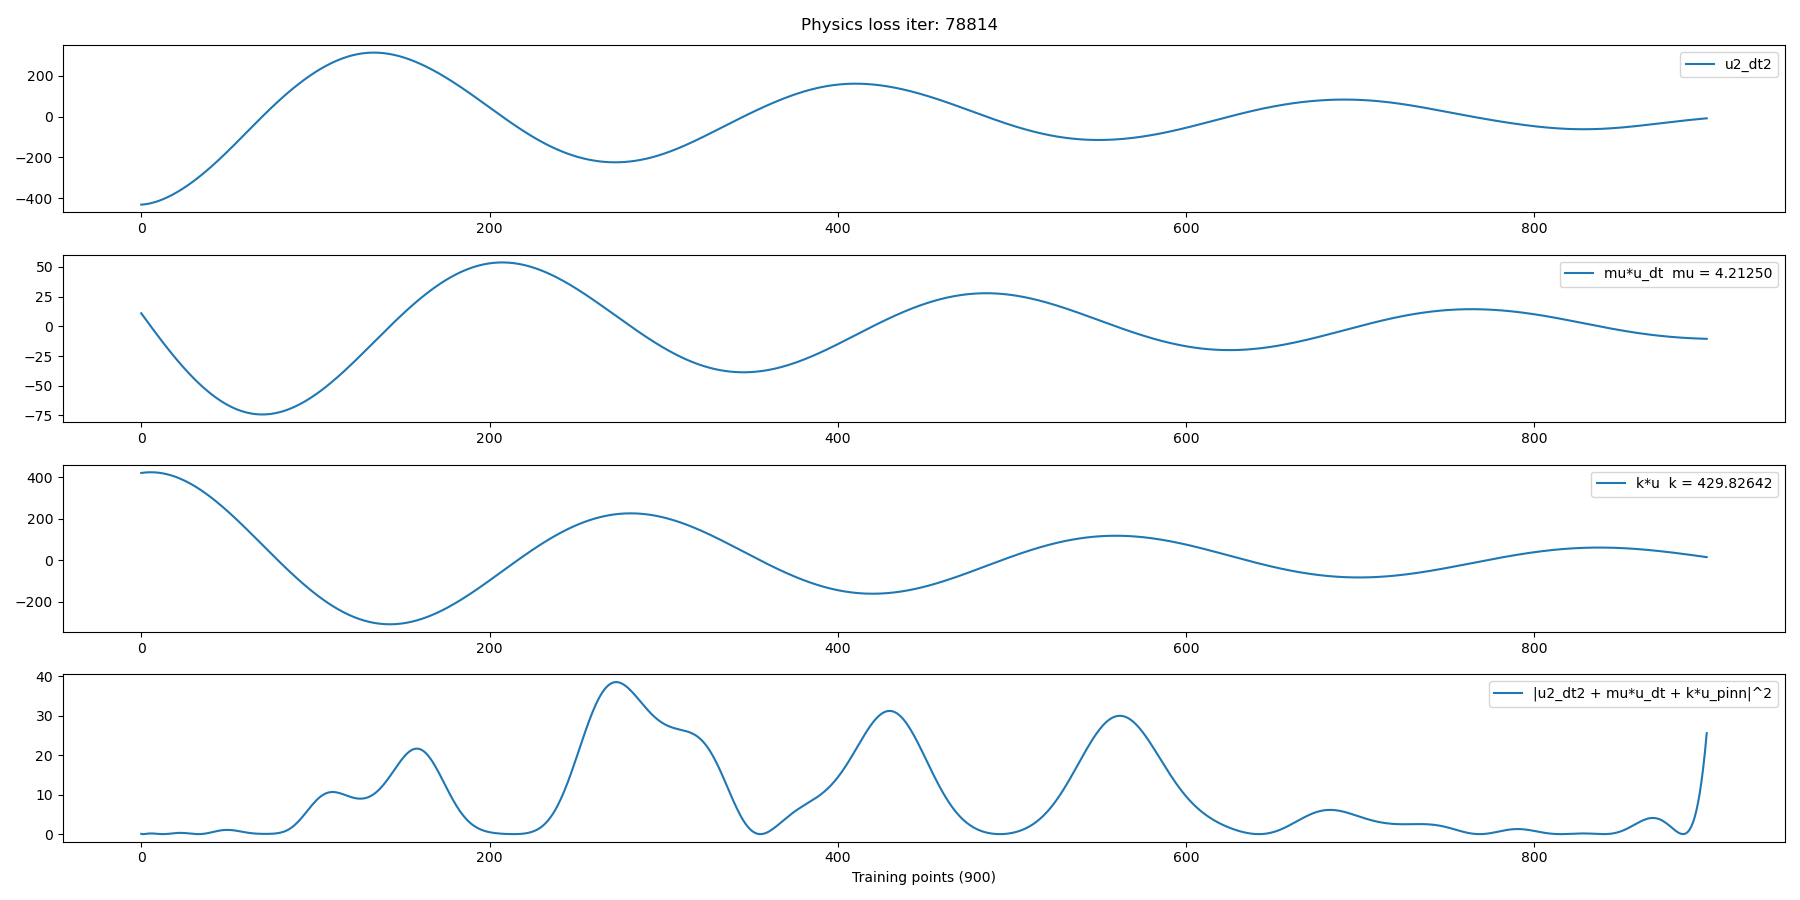 Physics loss iter: 78814
200
0
−200
−400
u2_dt2
0 200 400 600 800
50
25
0
−25
−50
−75
mu*u_dt  mu = 4.21250
0 200 400 600 800
400
200
0
−200
k*u  k = 429.82642
0 200 400 600 800
40
30
20
10
0
|u2_dt2 + mu*u_dt + k*u_pinn|^2
0 200 400 600 800
Training points (900)